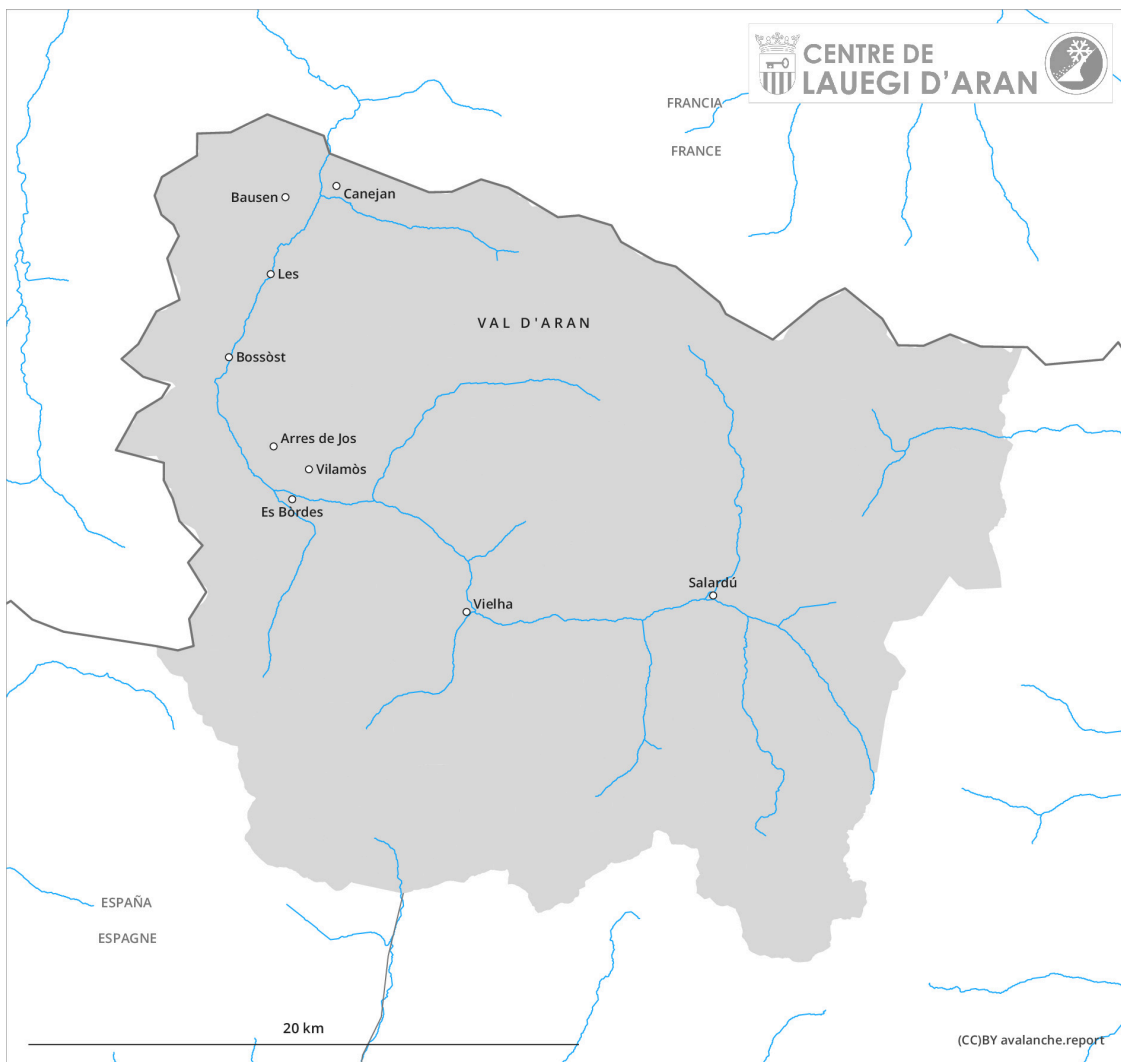 CENTRE DE
LAUEGI D'ARAN
FRANCIA
FRANCE
Bausen
Canejan
Les
VAL D'ARAN
Bossòst
Arres de Jos
Vilamòs
Es Bòrdes
Salardú
Vielha
ESPAÑA
ESPAGNE
20 km
(CC)BY avalanche.report